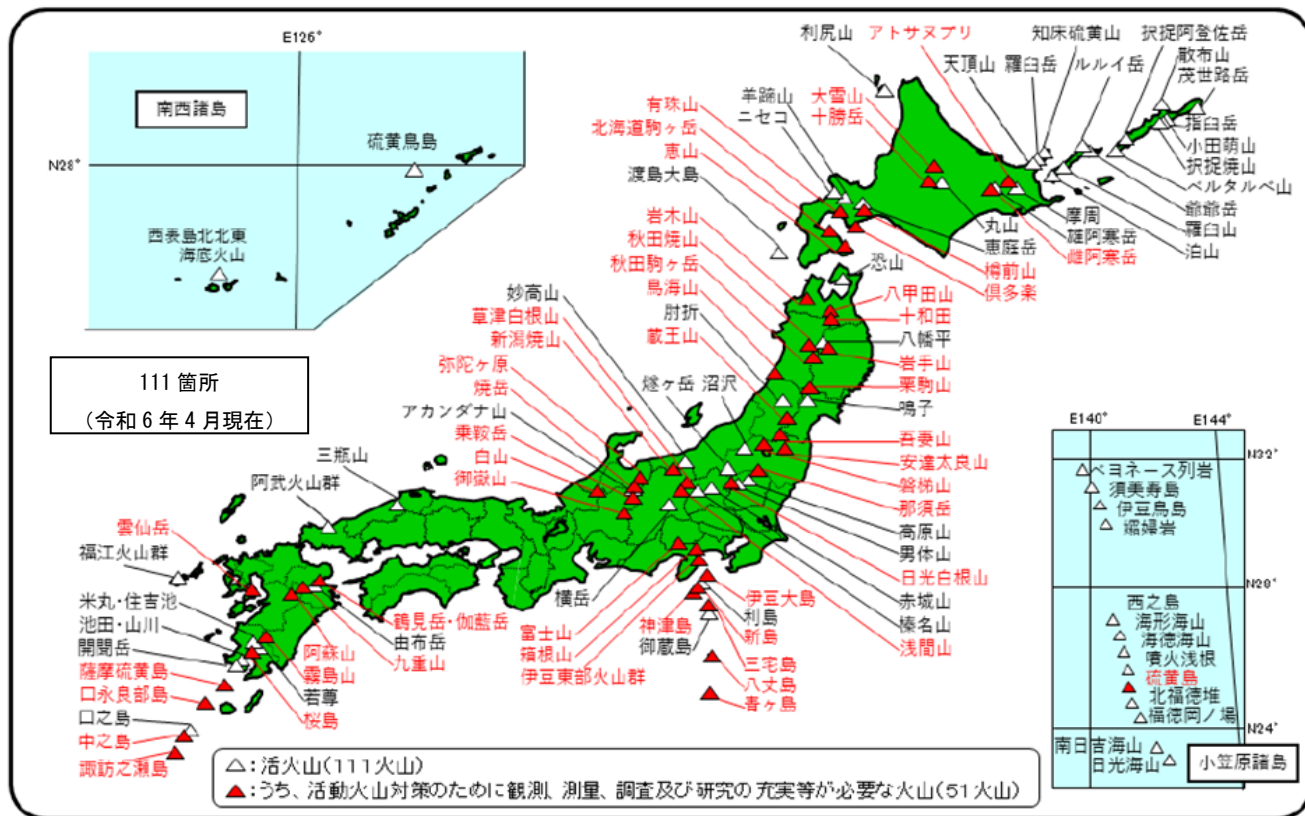 E126°
南西諸島
硫黄鳥島
N28°
西表島北北東
海底火山
111 箇所
(令和 6 年 4 月現在)
利尻山
アトサヌプリ
知床硫黄山
択捉阿登佐岳
天頂山
羅臼岳
ルルイ岳
散布山
茂世路岳
指臼岳
小田萌山
択捉焼山
ベルタルベ山
爺爺岳
羅臼山
泊山
羊蹄山
ニセコ
大雪山
十勝岳
有珠山
北海道駒ヶ岳
恵山
渡島大島
摩周
雄阿寒岳
雌阿寒岳
丸山
恵庭岳
樽前山
倶多楽
恐山
岩木山
秋田焼山
秋田駒ヶ岳
鳥海山
肘折
蔵王山
八甲田山
十和田
八幡平
岩手山
栗駒山
鳴子
妙高山
草津白根山
新潟焼山
弥陀ヶ原
焼岳
アカンダナ山
乗鞍岳
白山
御嶽山
燧ヶ岳
沼沢
吾妻山
安達太良山
磐梯山
那須岳
高原山
男体山
日光白根山
赤城山
榛名山
浅間山
三瓶山
阿武火山群
雲仙岳
福江火山群
米丸・住吉池
池田・山川
開聞岳
薩摩硫黄島
口永良部島
口之島
中之島
諏訪之瀬島
鶴見岳・伽藍岳
由布岳
九重山
阿蘇山
霧島山
若尊
桜島
横岳
富士山
箱根山
伊豆東部火山群
伊豆大島
利島
新島
神津島
御蔵島
三宅島
八丈島
青ヶ島
E140°
E144°
N32°
ベヨネース列岩
須美寿島
伊豆鳥島
孀婦岩
N28°
西之島
海形海山
海徳海山
噴火浅根
硫黄島
北福徳堆
福徳岡ノ場
N24°
南日吉海山
日光海山
小笠原諸島
△:活火山(111火山)
▲:うち、活動火山対策のために観測、測量、調査及び研究の充実等が必要な火山(51火山)